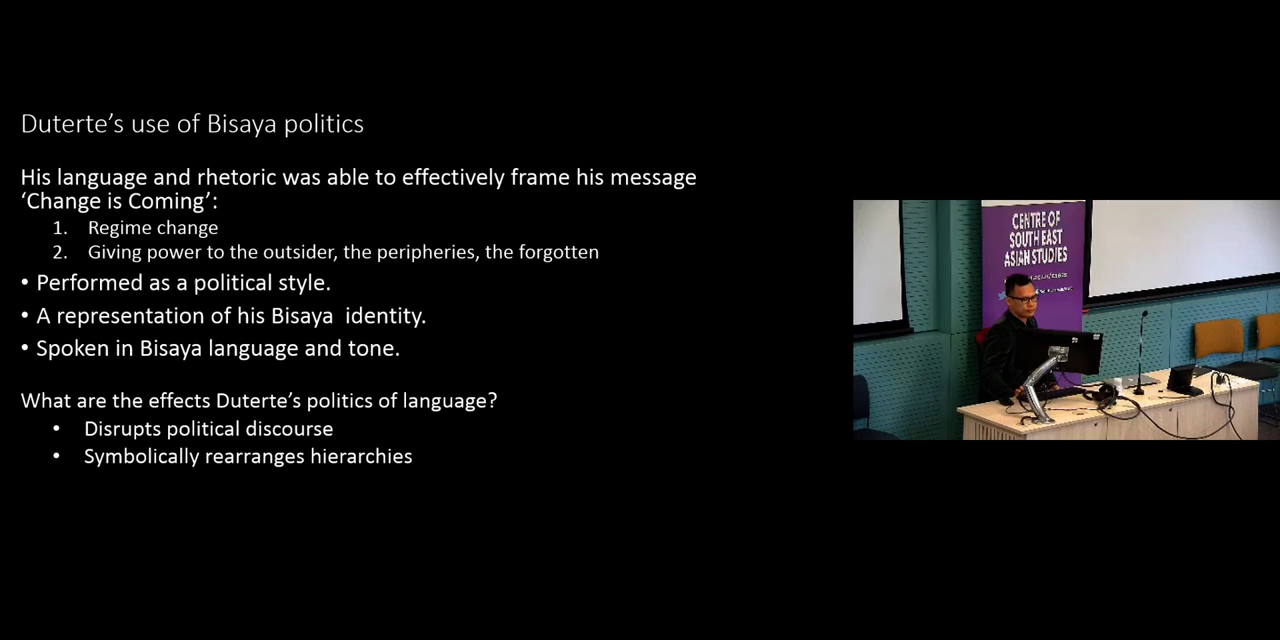 Duterte's use of Bisaya politics
His language and rhetoric was able to effectively frame his message
‘Change is Coming’:
1. Regime change
2. Giving power to the outsider, the peripheries, the forgotten
• Performed as a political style.
• A representation of his Bisaya  identity.
• Spoken in Bisaya language and tone.
What are the effects Duterte's politics of language?
• Disrupts political discourse
• Symbolically rearranges hierarchies
CENTRE OF
SOUTH EAST
ASIAN STUDIES